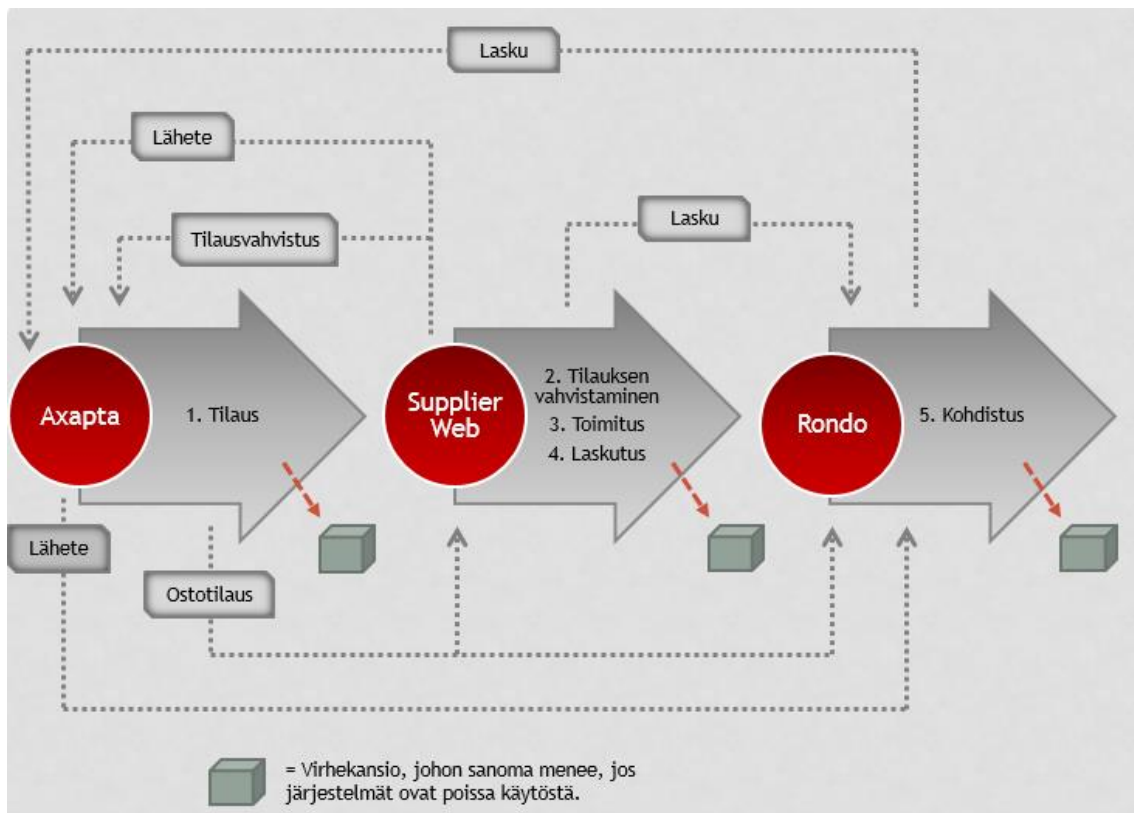 Lasku
Lähete
Tilausvahvistus
Lasku
Axapta
1. Tilaus
Supplier
Web
2. Tilauksen
vahvistaminen
3. Toimitus
4. Laskutus
Rondo
5. Kohdistus
Lähete
Ostotilaus
= Virhekansio, johon sanoma menee, jos
järjestelmät ovat poissa käytöstä.